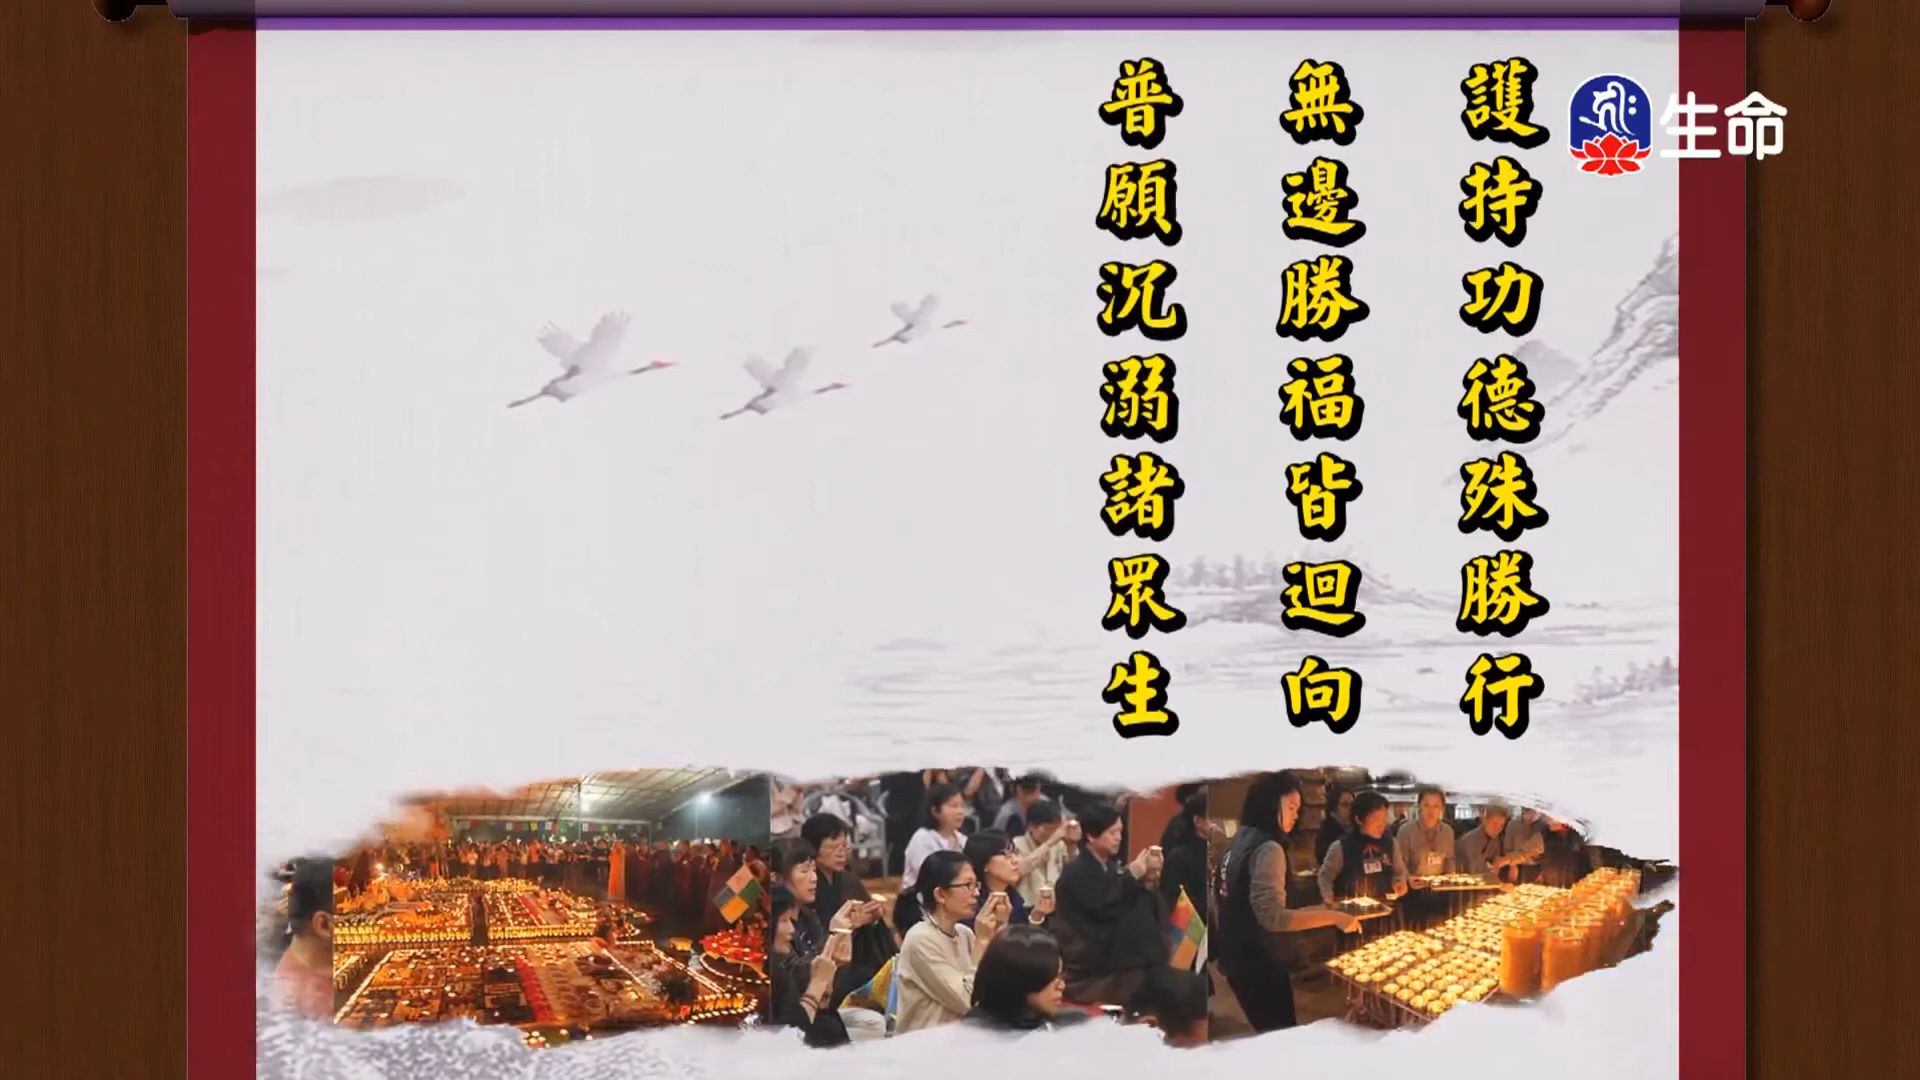 護持功德殊勝行
無邊勝福皆迴向
普願沉溺諸眾生
生命